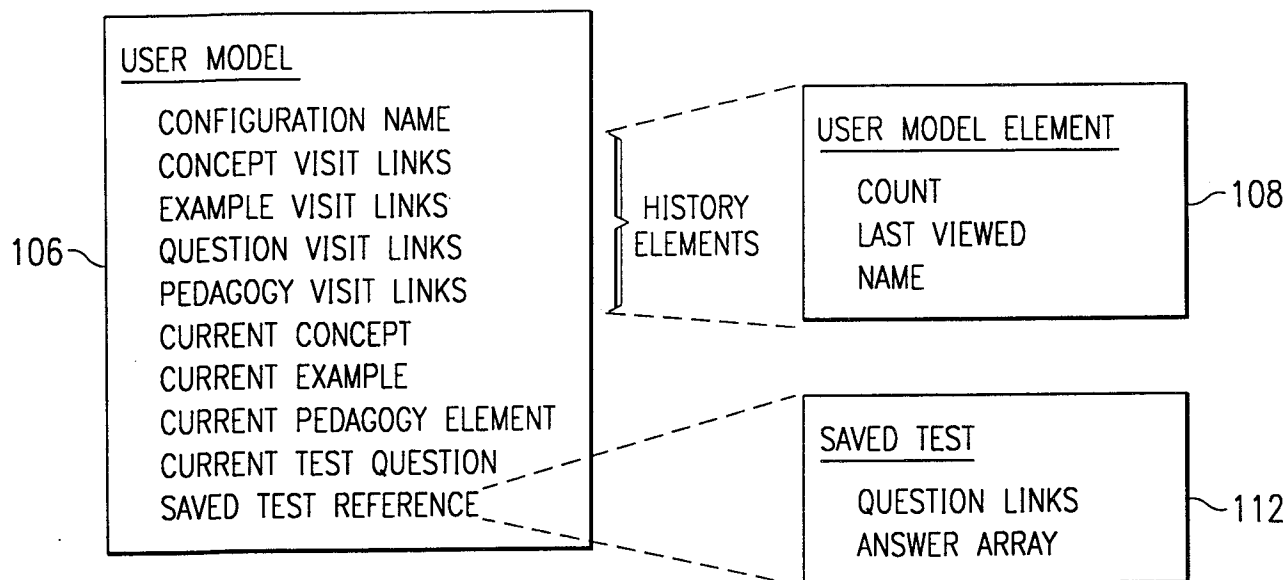 USER MODEL
CONFIGURATION NAME
CONCEPT VISIT LINKS
EXAMPLE VISIT LINKS
QUESTION VISIT LINKS
PEDAGOGY VISIT LINKS
CURRENT CONCEPT
CURRENT EXAMPLE
CURRENT PEDAGOGY ELEMENT
CURRENT TEST QUESTION
SAVED TEST REFERENCE
106
HISTORY
ELEMENTS
USER MODEL ELEMENT
COUNT
LAST VIEWED
NAME
108
SAVED TEST
QUESTION LINKS
ANSWER ARRAY
112